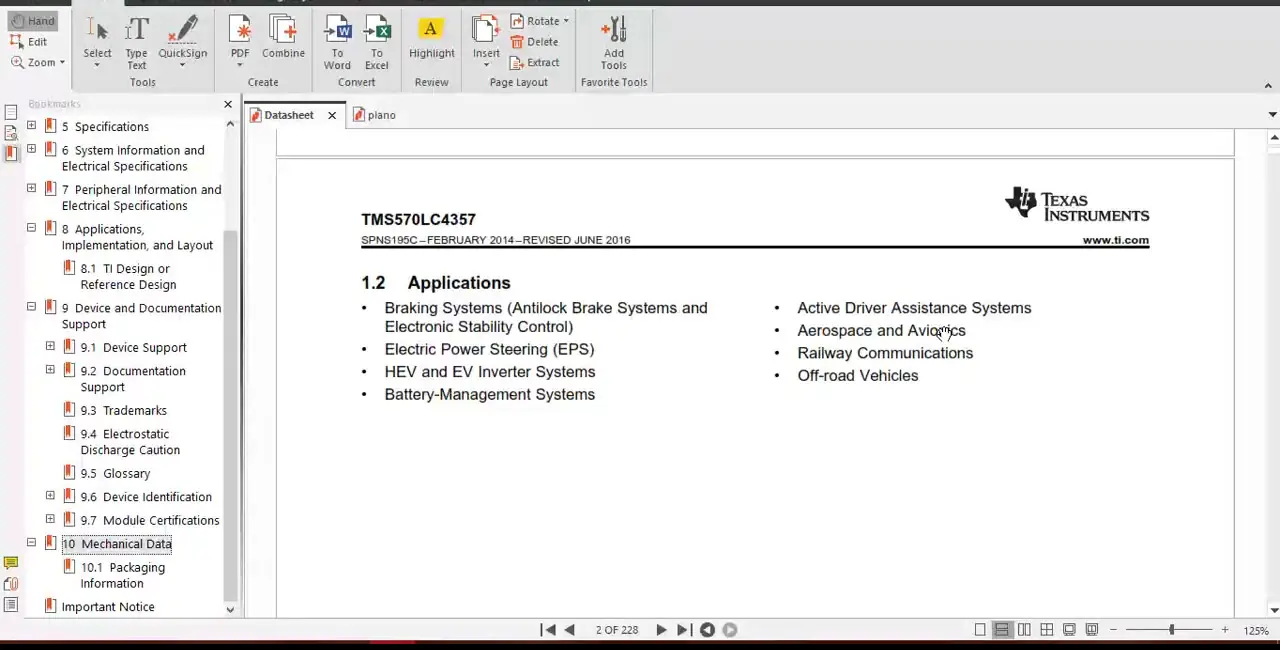 Hand
Edit
Zoom
Select
Type
Text
QuickSign
Tools
PDF
Combine
Create
To
Word
To
Excel
Convert
Highlight
Review
Insert
Rotate
Delete
Extract
Page Layout
Add
Tools
Favorite Tools
Bookmarks
5 Specifications
6 System Information and
Electrical Specifications
7 Peripheral Information and
Electrical Specifications
8 Applications,
Implementation, and Layout
8.1 TI Design or
Reference Design
9 Device and Documentation
Support
9.1 Device Support
9.2 Documentation
Support
9.3 Trademarks
9.4 Electrostatic
Discharge Caution
9.5 Glossary
9.6 Device Identification
9.7 Module Certifications
10 Mechanical Data
10.1 Packaging
Information
Important Notice
Datasheet
piano
TMS570LC4357
SPNS195C – FEBRUARY 2014 – REVISED JUNE 2016
TEXAS
INSTRUMENTS
www.ti.com
1.2 Applications
• Braking Systems (Antilock Brake Systems and
Electronic Stability Control)
• Electric Power Steering (EPS)
• HEV and EV Inverter Systems
• Battery-Management Systems
• Active Driver Assistance Systems
• Aerospace and Avionics
• Railway Communications
• Off-road Vehicles
2 OF 228
125%